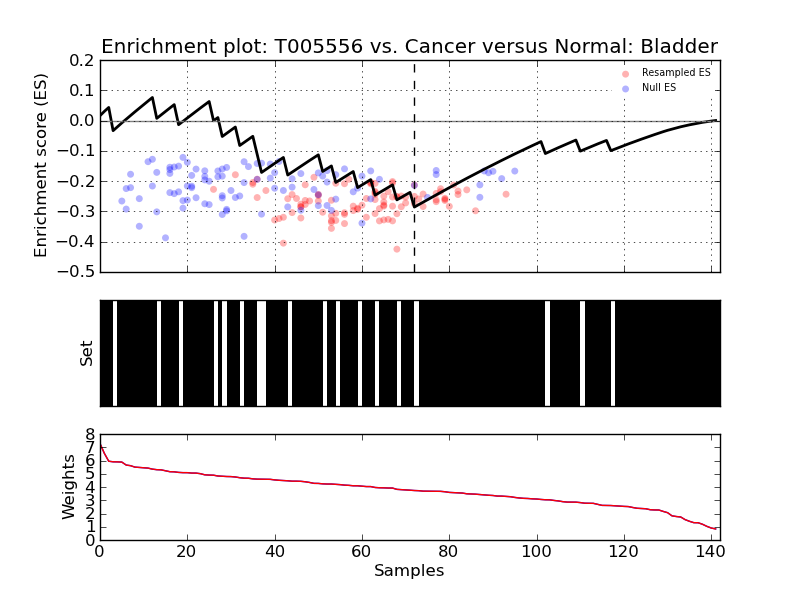 Enrichment plot: T005556 vs. Cancer versus Normal: Bladder
Enrichment score (ES)
0.2
0.1
0.0
−0.1
−0.2
−0.3
−0.4
−0.5
Resampled ES
Null ES
Set
Weights
8
7
6
5
4
3
2
1
0
0 20 40 60 80 100 120 140
Samples